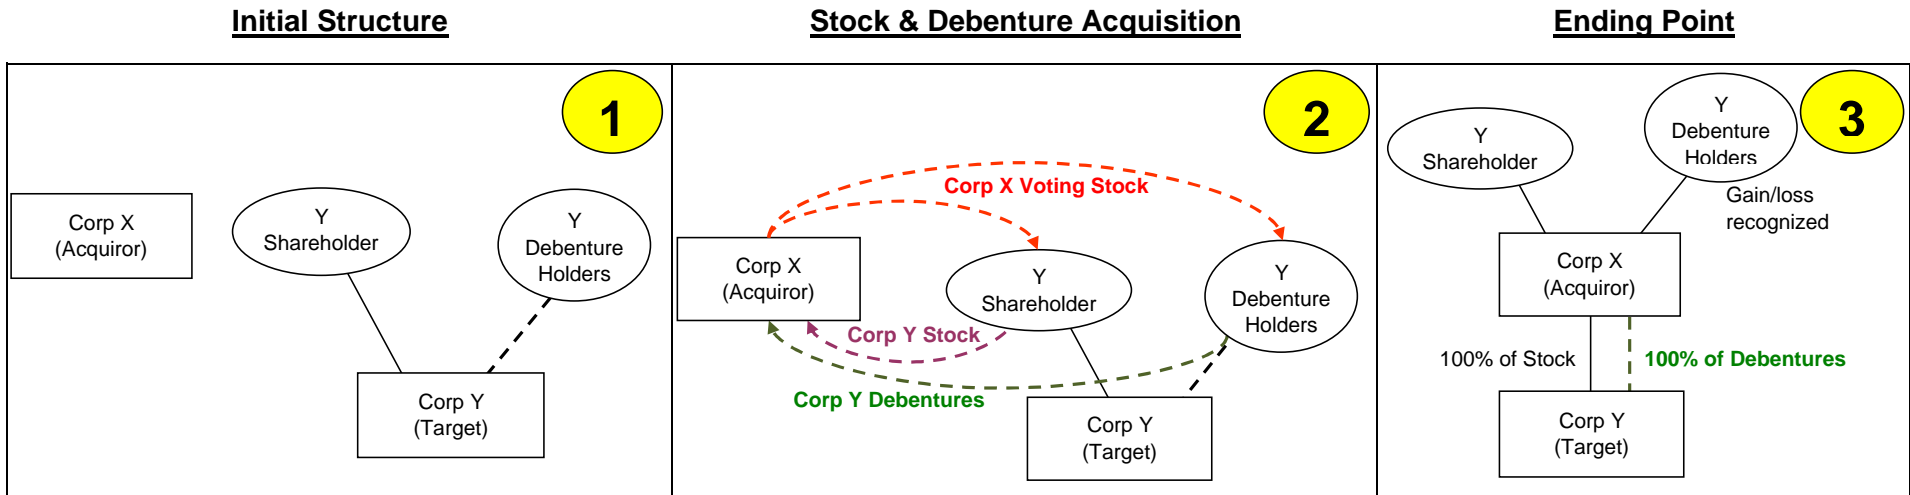 Initial Structure
Stock & Debenture Acquisition
Ending Point
1
Corp X
(Acquiror)
Y
Shareholder
Y
Debenture
Holders
Corp Y
(Target)
2
Corp X Voting Stock
Corp X
(Acquiror)
Y
Shareholder
Y
Debenture
Holders
Corp Y Stock
Corp Y Debentures
Corp Y
(Target)
3
Y
Shareholder
Y
Debenture
Holders
Gain/loss
recognized
Corp X
(Acquiror)
100% of Stock
100% of Debentures
Corp Y
(Target)